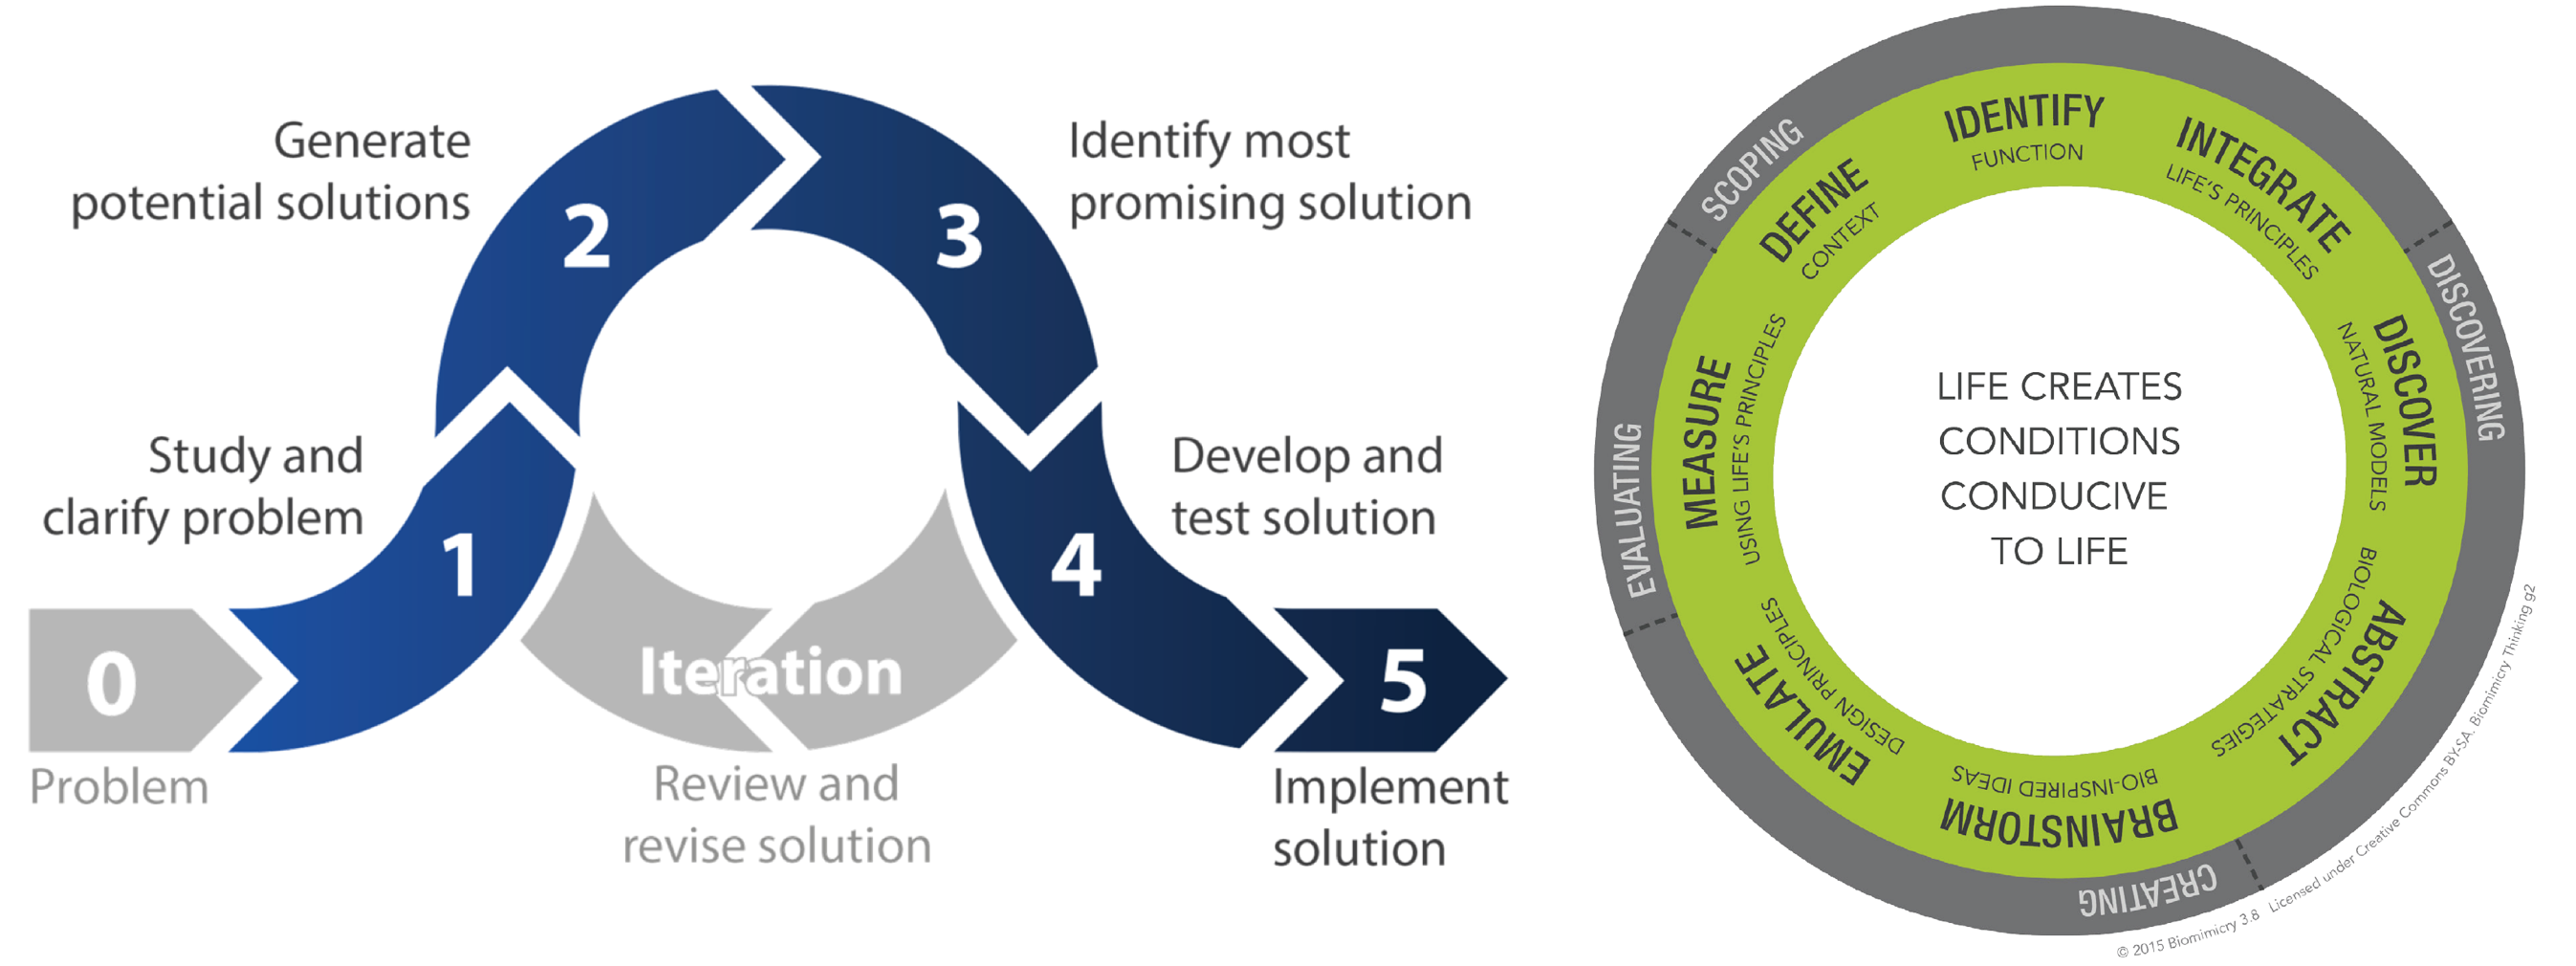 0
Problem
1
Study and
clarify problem
2
Generate
potential solutions
3
Identify most
promising solution
4
Develop and
test solution
5
Implement
solution
Iteration
Review and
revise solution
SCOPING
DEFINE
CONTEXT
IDENTIFY
FUNCTION
INTEGRATE
LIFE'S PRINCIPLES
DISCOVERING
DISCOVER
NATURAL MODELS
ABSTRACT
BIOLOGICAL STRATEGIES
CREATING
BRAINSTORM
BIO-INSPIRED IDEAS
EMULATE
DESIGN PRINCIPLES
EVALUATING
MEASURE
USING LIFE'S PRINCIPLES
LIFE CREATES
CONDITIONS
CONDUCIVE
TO LIFE
© 2015 Biomimicry 3.8 Licensed under Creative Commons BY-SA. Biomimicry Thinking g2